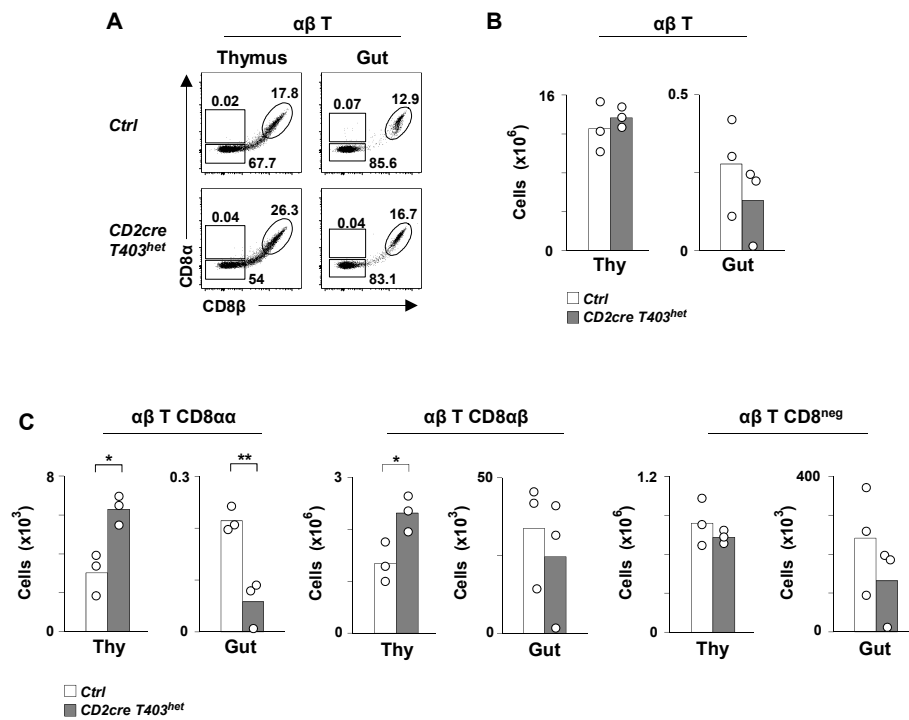 A
αβ T
Thymus
Gut
Ctrl
0.02
17.8
67.7
0.07
12.9
85.6
CD2cre
T403het
0.04
26.3
54
0.04
16.7
83.1
CD8α
CD8β
B
αβ T
Cells (x10⁶)
16
0
Thy
0.5
0
Gut
Ctrl
CD2cre T403het
C
αβ T CD8αα
Cells (x10³)
8
0
*
Thy
0.3
0
**
Gut
αβ T CD8αβ
Cells (x10⁶)
3
0
*
Thy
Cells (x10³)
50
0
Gut
αβ T CD8neg
Cells (x10⁶)
1.2
0
Thy
Cells (x10³)
400
0
Gut
Ctrl
CD2cre T403het